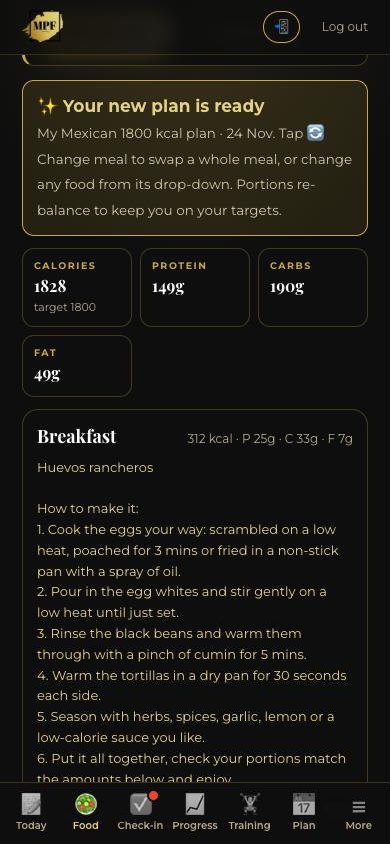 MPF
Log out
✨ Your new plan is ready
My Mexican 1800 kcal plan · 24 Nov. Tap 🔄
Change meal to swap a whole meal, or change
any food from its drop-down. Portions re-
balance to keep you on your targets.
CALORIES
1828
target 1800
PROTEIN
149g
CARBS
190g
FAT
49g
Breakfast
312 kcal · P 25g · C 33g · F 7g
Huevos rancheros
How to make it:
1. Cook the eggs your way: scrambled on a low
heat, poached for 3 mins or fried in a non-stick
pan with a spray of oil.
2. Pour in the egg whites and stir gently on a
low heat until just set.
3. Rinse the black beans and warm them
through with a pinch of cumin for 5 mins.
4. Warm the tortillas in a dry pan for 30 seconds
each side.
5. Season with herbs, spices, garlic, lemon or a
low-calorie sauce you like.
6. Put it all together, check your portions match
the amounts below and enjoy.
17
Today
Food
Check-in
Progress
Training
Plan
More